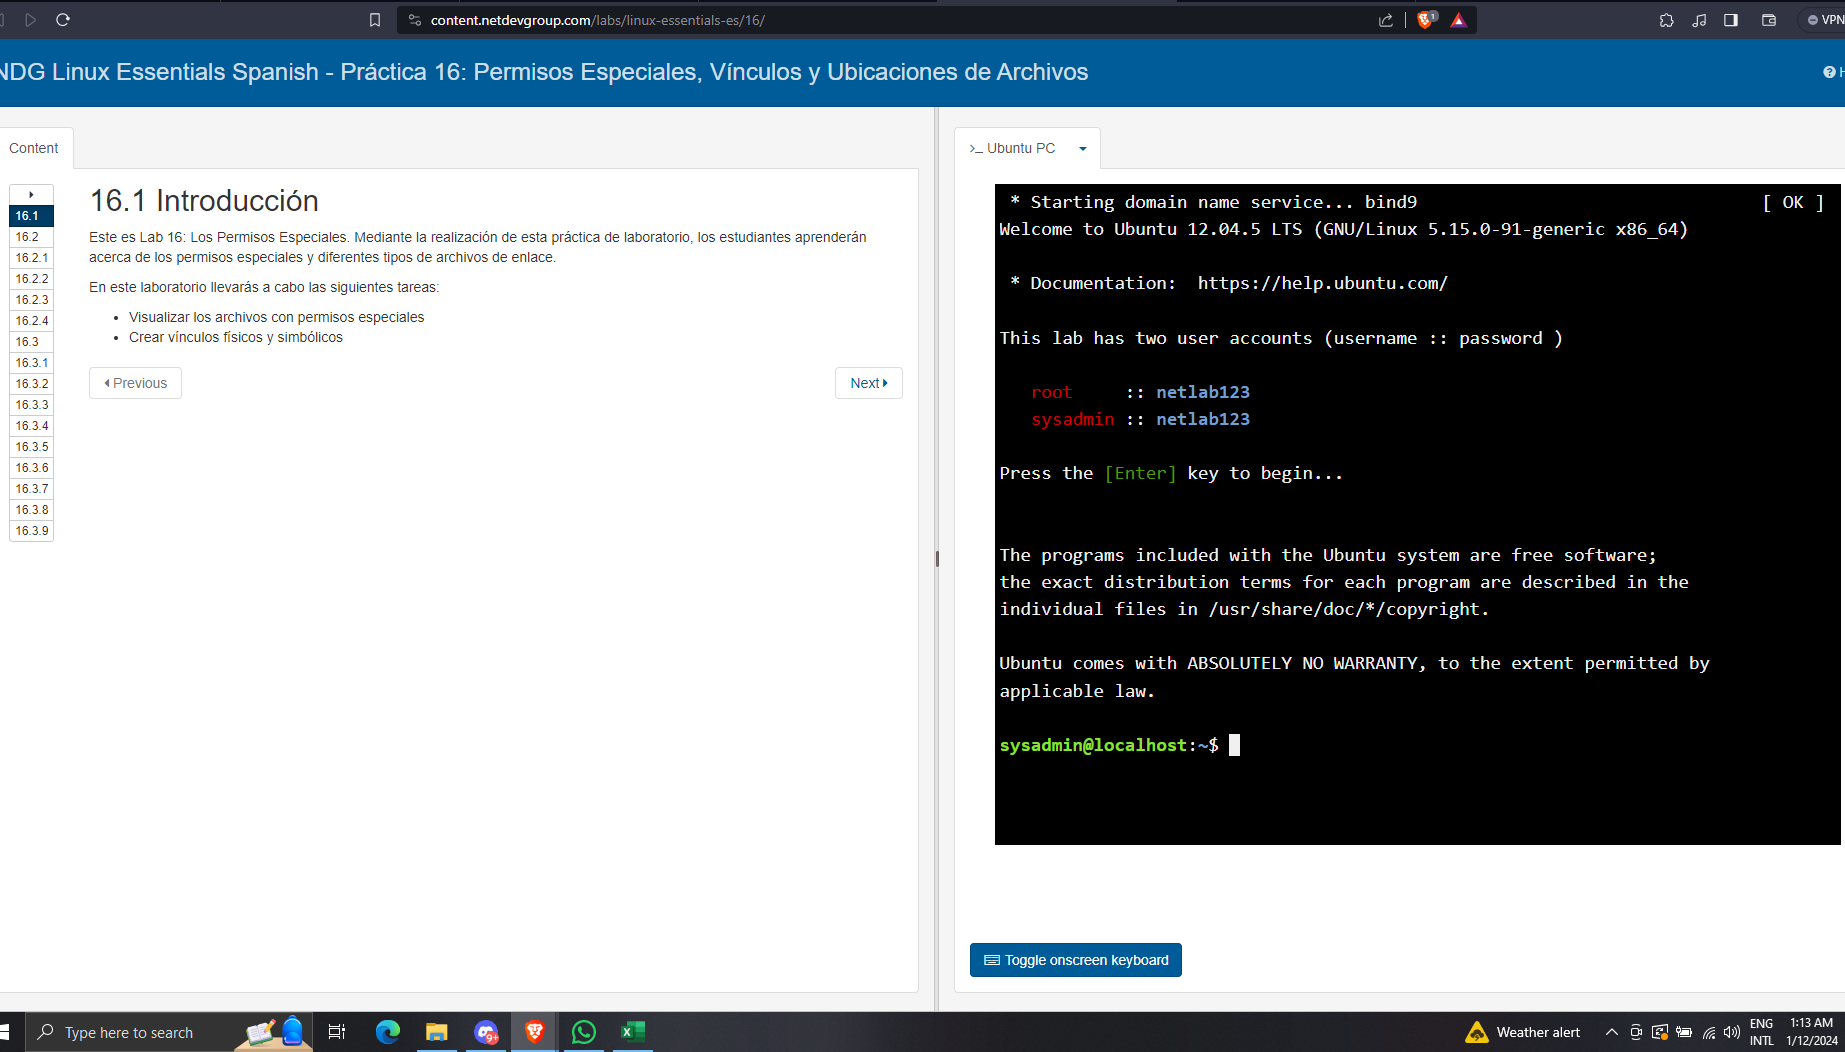 content.netdevgroup.com/labs/linux-essentials-es/16/
1
VPN
NDG Linux Essentials Spanish - Práctica 16: Permisos Especiales, Vínculos y Ubicaciones de Archivos
Content
16.1
16.2
16.2.1
16.2.2
16.2.3
16.2.4
16.3
16.3.1
16.3.2
16.3.3
16.3.4
16.3.5
16.3.6
16.3.7
16.3.8
16.3.9
16.1 Introducción
Este es Lab 16: Los Permisos Especiales. Mediante la realización de esta práctica de laboratorio, los estudiantes aprenderán
acerca de los permisos especiales y diferentes tipos de archivos de enlace.
En este laboratorio llevarás a cabo las siguientes tareas:
• Visualizar los archivos con permisos especiales
• Crear vínculos físicos y simbólicos
Previous
Next
>_ Ubuntu PC
* Starting domain name service... bind9 [ OK ]
Welcome to Ubuntu 12.04.5 LTS (GNU/Linux 5.15.0-91-generic x86_64)
* Documentation:  https://help.ubuntu.com/
This lab has two user accounts (username :: password )
root :: netlab123
sysadmin :: netlab123
Press the [Enter] key to begin...
The programs included with the Ubuntu system are free software;
the exact distribution terms for each program are described in the
individual files in /usr/share/doc/*/copyright.
Ubuntu comes with ABSOLUTELY NO WARRANTY, to the extent permitted by
applicable law.
sysadmin@localhost:~$
Toggle onscreen keyboard
Type here to search
9+
Weather alert
ENG
INTL
1:13 AM
1/12/2024